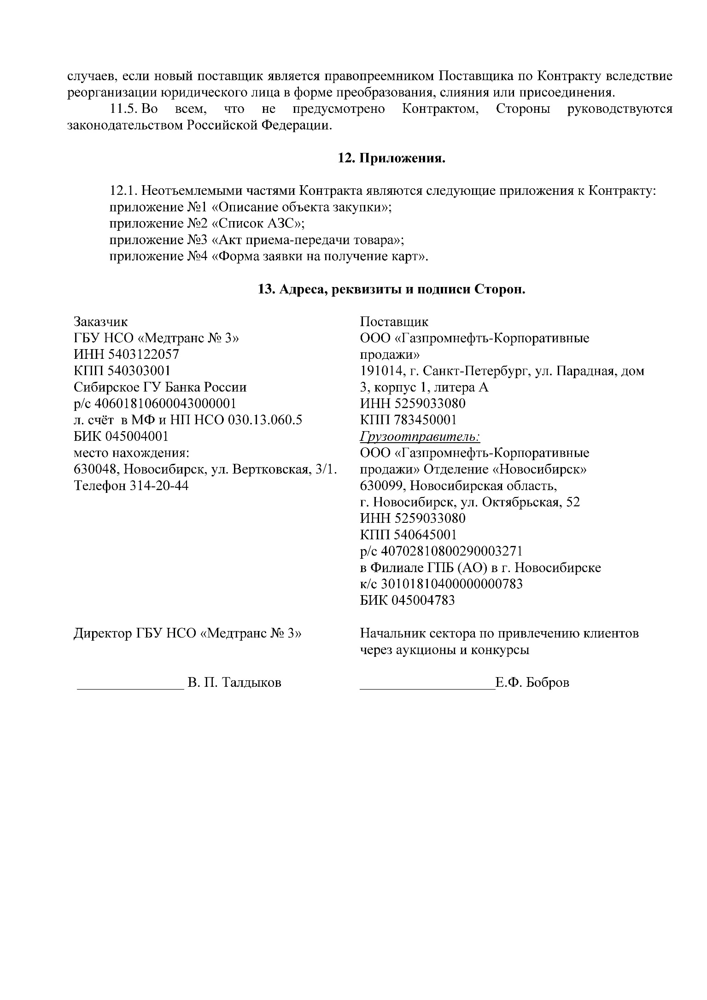 случаев, если новый поставщик является правопреемником Поставщика по Контракту вследствие
реорганизации юридического лица в форме преобразования, слияния или присоединения.
11.5. Во всем, что не предусмотрено Контрактом, Стороны руководствуются
законодательством Российской Федерации.
12. Приложения.
12.1. Неотъемлемыми частями Контракта являются следующие приложения к Контракту:
приложение №1 «Описание объекта закупки»;
приложение №2 «Список АЗС»;
приложение №3 «Акт приема-передачи товара»;
приложение №4 «Форма заявки на получение карт».
13. Адреса, реквизиты и подписи Сторон.
Заказчик
ГБУ НСО «Медтранс № 3»
ИНН 5403122057
КПП 540303001
Сибирское ГУ Банка России
р/с 40601810600043000001
л. счёт в МФ и НП НСО 030.13.060.5
БИК 045004001
место нахождения:
630048, Новосибирск, ул. Вертковская, 3/1.
Телефон 314-20-44
Директор ГБУ НСО «Медтранс № 3»
_______________ В. П. Талдыков
Поставщик
ООО «Газпромнефть-Корпоративные
продажи»
191014, г. Санкт-Петербург, ул. Парадная, дом
3, корпус 1, литера А
ИНН 5259033080
КПП 783450001
Грузоотправитель:
ООО «Газпромнефть-Корпоративные
продажи» Отделение «Новосибирск»
630099, Новосибирская область,
г. Новосибирск, ул. Октябрьская, 52
ИНН 5259033080
КПП 540645001
р/с 40702810800290003271
в Филиале ГПБ (АО) в г. Новосибирске
к/с 30101810400000000783
БИК 045004783
Начальник сектора по привлечению клиентов
через аукционы и конкурсы
___________________Е.Ф. Бобров